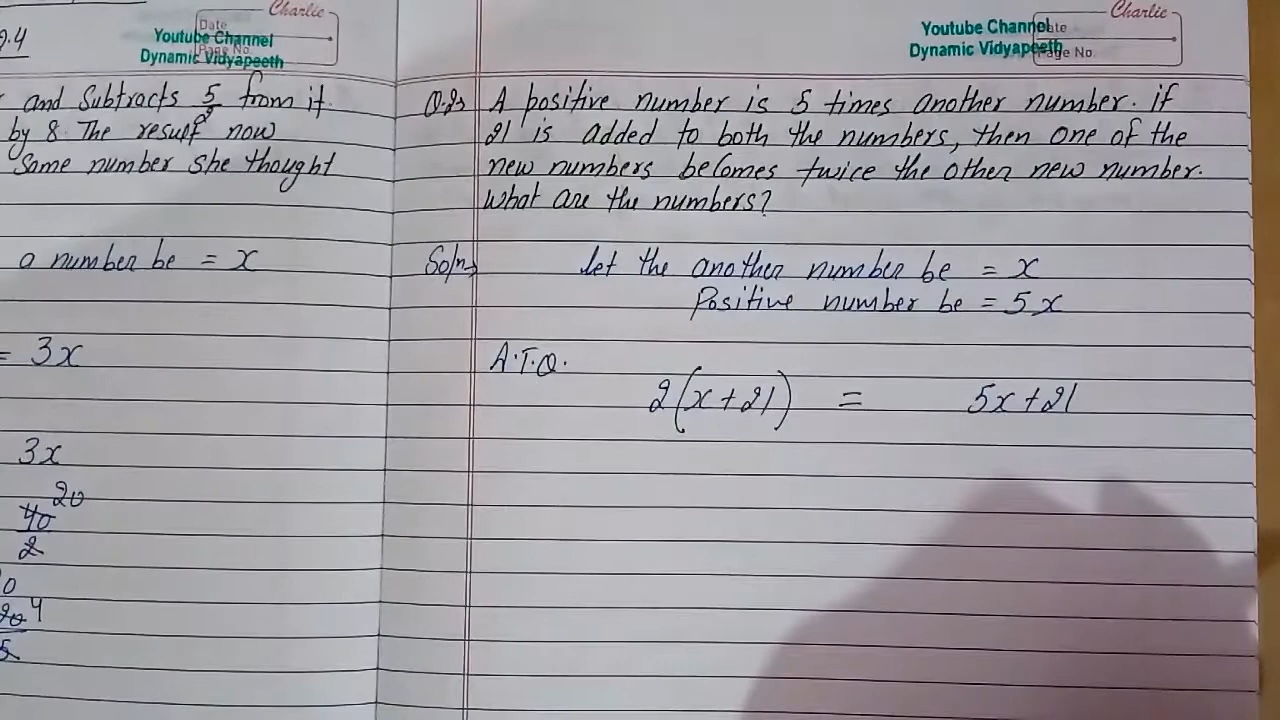 Q.4
Charlie
Date
Page No.
Youtube Channel
Dynamic Vidyapeeth
and Subtracts 5/2 from it.
by 8. The result now
Same number she thought
a number be = x
= 3x
3x
20
40
2
0
20 4
5
Charlie
Date
Page No.
Youtube Channel
Dynamic Vidyapeeth
Q.2> A positive number is 5 times another number. if
21 is added to both the numbers, then one of the
new numbers becomes twice the other new number.
What are the numbers?
Soln> let the another number be = x
Positive number be = 5x
A.T.Q.
2(x+21) = 5x+21